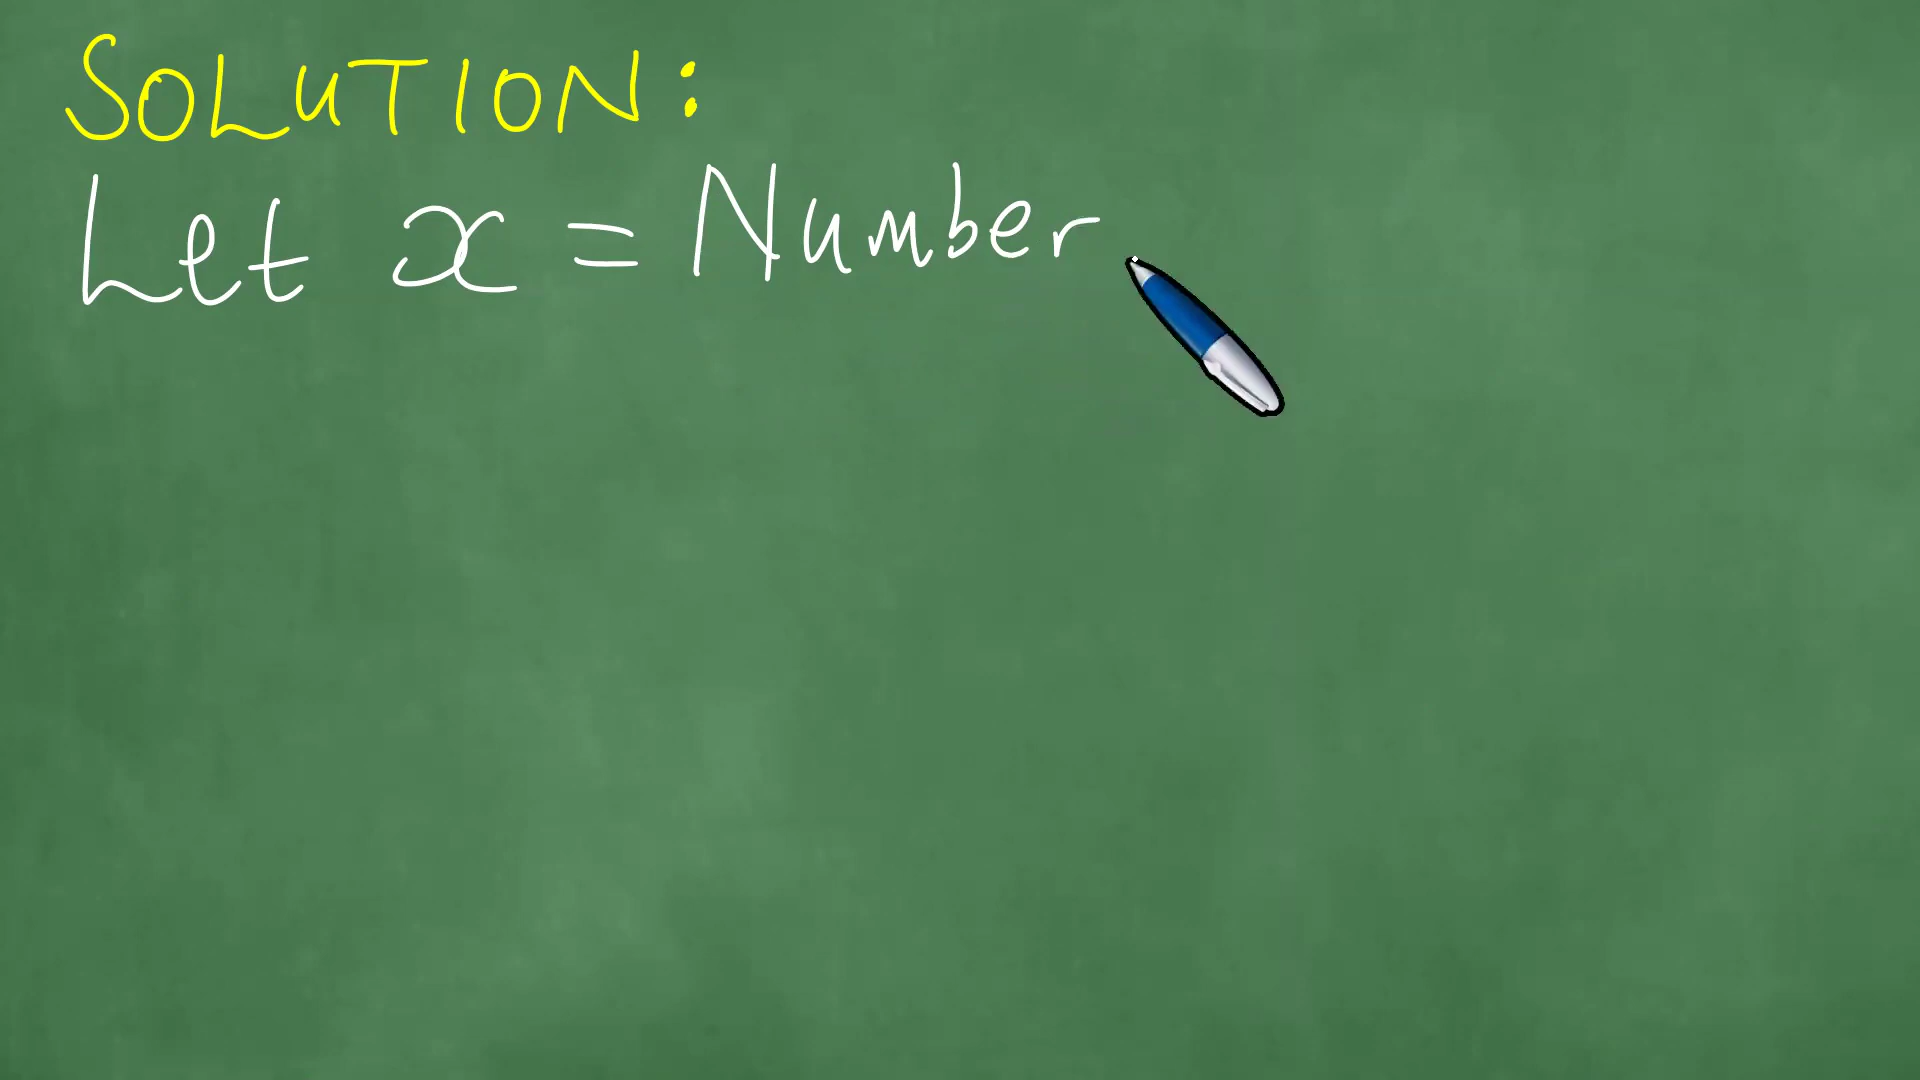 SOLUTION:
Let x = Number